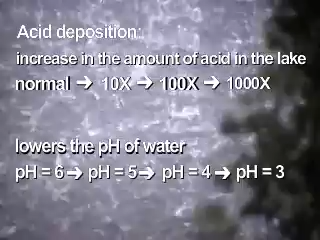 Acid deposition:
increase in the amount of acid in the lake
normal → 10X → 100X → 1000X
lowers the pH of water
pH = 6 → pH = 5 → pH = 4 → pH = 3